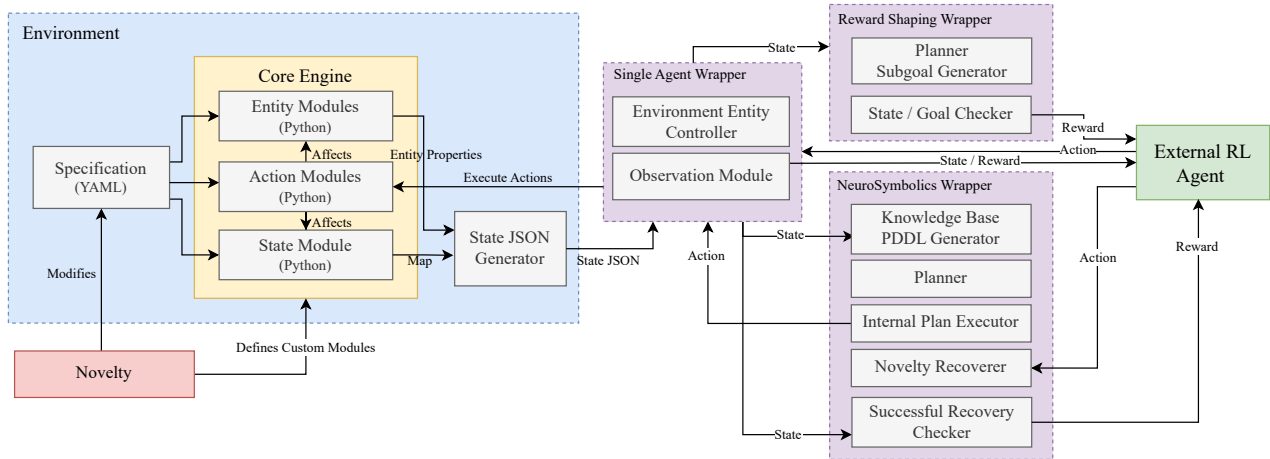 Environment
Core Engine
Entity Modules
(Python)
Affects
Entity Properties
Specification
(YAML)
Action Modules
(Python)
Affects
State Module
(Python)
Map
State JSON
Generator
State JSON
Execute Actions
Modifies
Defines Custom Modules
Novelty
Single Agent Wrapper
Environment Entity
Controller
Observation Module
State
Reward Shaping Wrapper
Planner
Subgoal Generator
State / Goal Checker
Reward
Action
State / Reward
External RL
Agent
NeuroSymbolics Wrapper
Knowledge Base
PDDL Generator
State
Action
Planner
Internal Plan Executor
Novelty Recoverer
Successful Recovery
Checker
State
Action
Reward